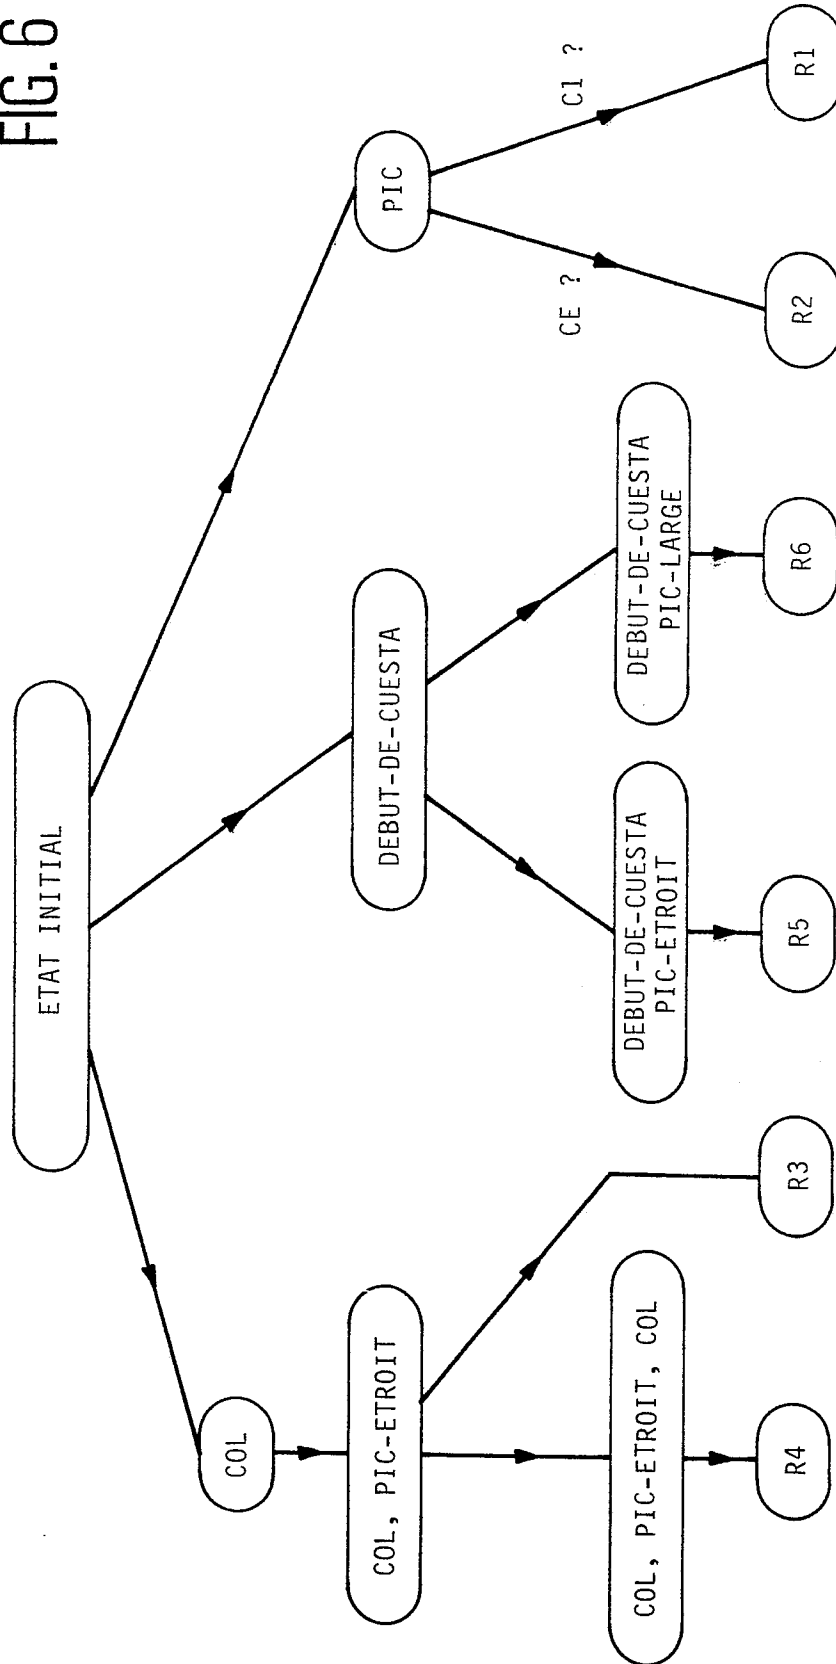 FIG. 6
ETAT INITIAL
COL
COL, PIC-ETROIT
DEBUT-DE-CUESTA
PIC
CE ?
C1 ?
COL, PIC-ETROIT, COL
DEBUT-DE-CUESTA
PIC-ETROIT
DEBUT-DE-CUESTA
PIC-LARGE
R4
R3
R5
R6
R2
R1